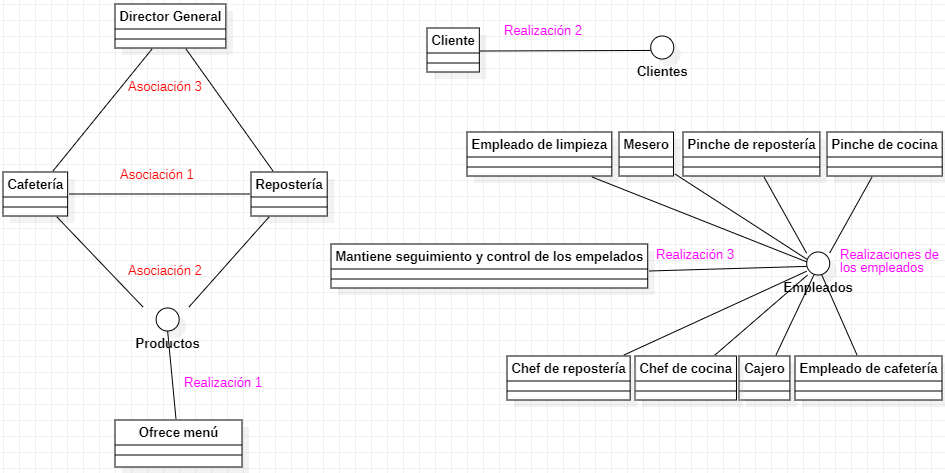 Director General
Realización 2
Cliente
Clientes
Asociación 3
Empleado de limpieza
Mesero
Pinche de repostería
Pinche de cocina
Asociación 1
Cafetería
Repostería
Mantiene seguimiento y control de los empelados
Realización 3
Realizaciones de
los empleados
Asociación 2
Empleados
Productos
Chef de repostería
Chef de cocina
Cajero
Empleado de cafetería
Realización 1
Ofrece menú